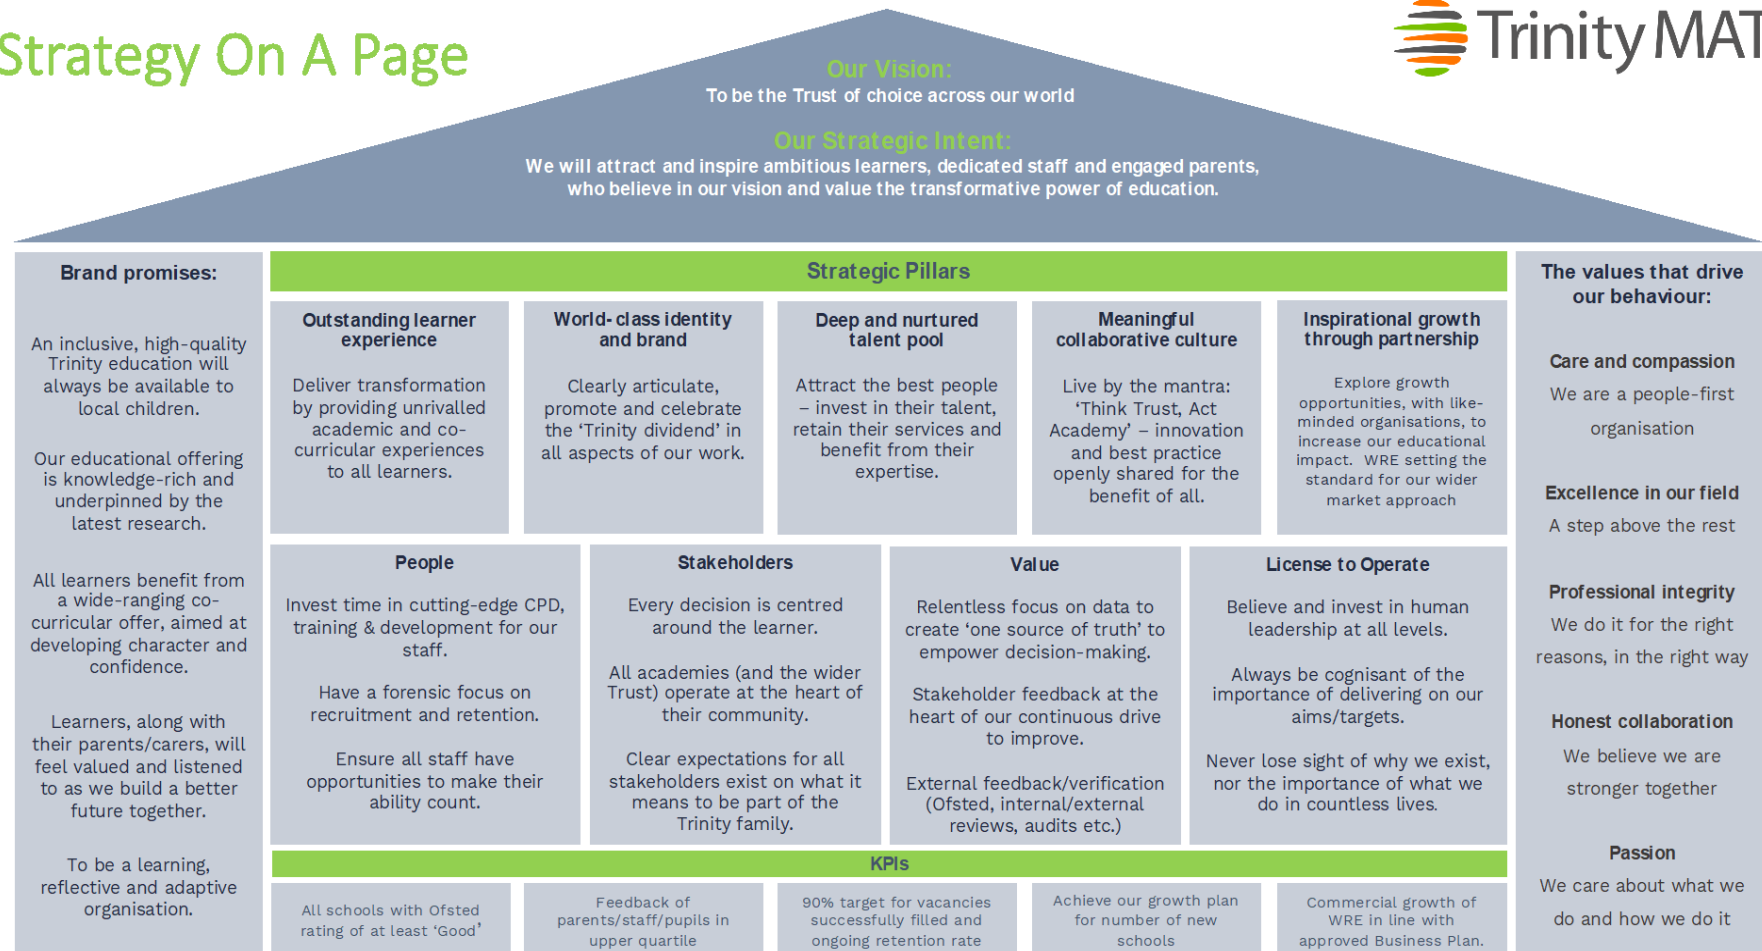 Strategy On A Page
Trinity MAT
Our Vision:
To be the Trust of choice across our world
Our Strategic Intent:
We will attract and inspire ambitious learners, dedicated staff and engaged parents,
who believe in our vision and value the transformative power of education.
Brand promises:
An inclusive, high-quality
Trinity education will
always be available to
local children.
Our educational offering
is knowledge-rich and
underpinned by the
latest research.
All learners benefit from
a wide-ranging co-
curricular offer, aimed at
developing character and
confidence.
Learners, along with
their parents/carers, will
feel valued and listened
to as we build a better
future together.
To be a learning,
reflective and adaptive
organisation.
Strategic Pillars
Outstanding learner
experience
Deliver transformation
by providing unrivalled
academic and co-
curricular experiences
to all learners.
World-class identity
and brand
Clearly articulate,
promote and celebrate
the ‘Trinity dividend’ in
all aspects of our work.
Deep and nurtured
talent pool
Attract the best people
– invest in their talent,
retain their services and
benefit from their
expertise.
Meaningful
collaborative culture
Live by the mantra:
‘Think Trust, Act
Academy’ – innovation
and best practice
openly shared for the
benefit of all.
Inspirational growth
through partnership
Explore growth
opportunities, with like-
minded organisations, to
increase our educational
impact. WRE setting the
standard for our wider
market approach
People
Invest time in cutting-edge CPD,
training & development for our
staff.
Have a forensic focus on
recruitment and retention.
Ensure all staff have
opportunities to make their
ability count.
Stakeholders
Every decision is centred
around the learner.
All academies (and the wider
Trust) operate at the heart of
their community.
Clear expectations for all
stakeholders exist on what it
means to be part of the
Trinity family.
Value
Relentless focus on data to
create ‘one source of truth’ to
empower decision-making.
Stakeholder feedback at the
heart of our continuous drive
to improve.
External feedback/verification
(Ofsted, internal/external
reviews, audits etc.)
License to Operate
Believe and invest in human
leadership at all levels.
Always be cognisant of the
importance of delivering on our
aims/targets.
Never lose sight of why we exist,
nor the importance of what we
do in countless lives.
KPIs
All schools with Ofsted
rating of at least ‘Good’
Feedback of
parents/staff/pupils in
upper quartile
90% target for vacancies
successfully filled and
ongoing retention rate
Achieve our growth plan
for number of new
schools
Commercial growth of
WRE in line with
approved Business Plan.
The values that drive
our behaviour:
Care and compassion
We are a people-first
organisation
Excellence in our field
A step above the rest
Professional integrity
We do it for the right
reasons, in the right way
Honest collaboration
We believe we are
stronger together
Passion
We care about what we
do and how we do it